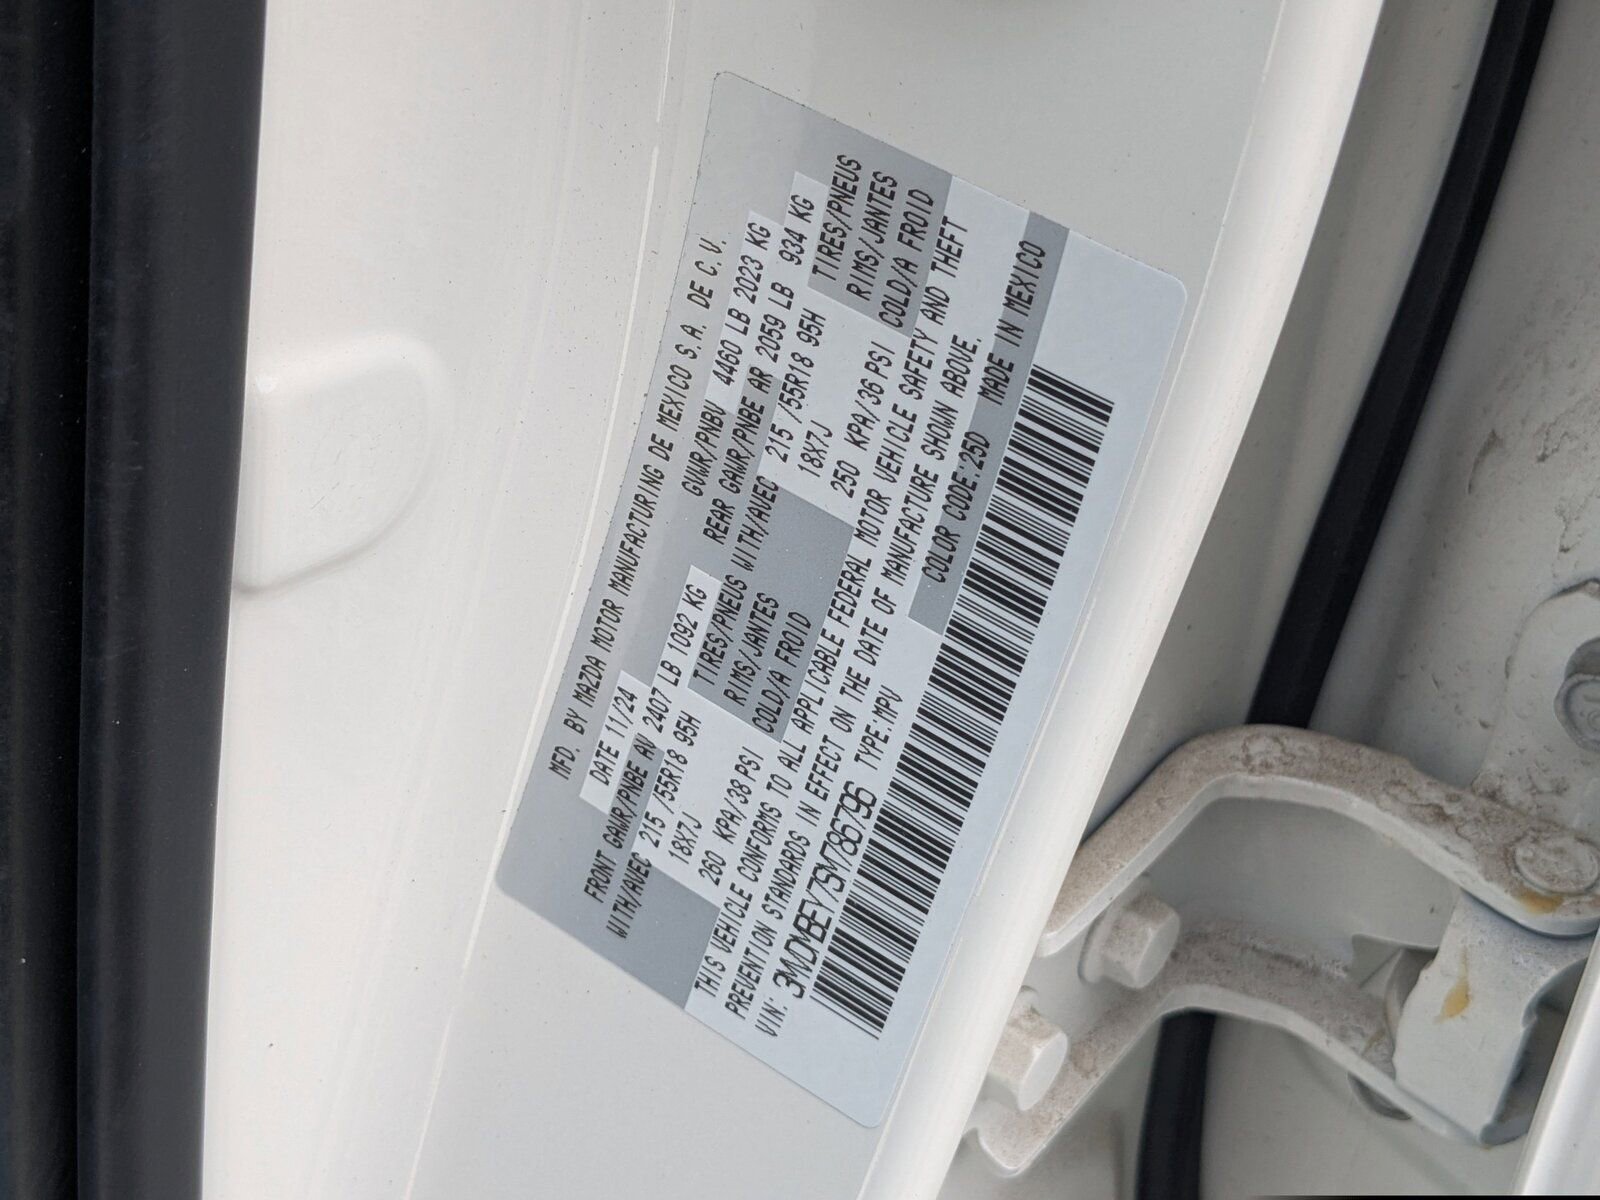 MFD. BY MAZDA MOTOR MANUFACTURING DE MEXICO S.A. DE C.V.
DATE 11/24 GVWR/PNBV 4460 LB 2023 KG
FRONT GAWR/PNBE AV 2407 LB 1092 KG REAR GAWR/PNBE AR 2059 LB 934 KG
WITH/AVEC 215 /55R18 95H TIRES/PNEUS WITH/AVEC 215 /55R18 95H TIRES/PNEUS
18X7J RIMS/JANTES 18X7J RIMS/JANTES
260 KPA/38 PSI COLD/A FROID 250 KPA/36 PSI COLD/A FROID
THIS VEHICLE CONFORMS TO ALL APPLICABLE FEDERAL MOTOR VEHICLE SAFETY AND THEFT
PREVENTION STANDARDS IN EFFECT ON THE DATE OF MANUFACTURE SHOWN ABOVE.
VIN: 3MVDMBEY7SM786796 TYPE:MPV COLOR CODE:25D MADE IN MEXICO